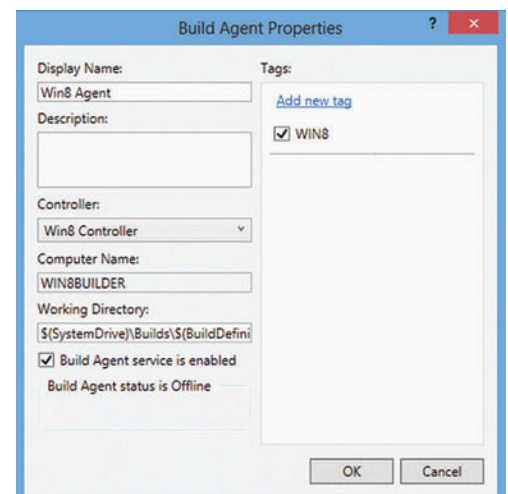 Build Agent Properties
?
Display Name:
Win8 Agent
Description:
Controller:
Win8 Controller
Computer Name:
WIN8BUILDER
Working Directory:
$(SystemDrive)\Builds\$(BuildDefini
Build Agent service is enabled
Build Agent status is Offline
Tags:
Add new tag
WIN8
OK Cancel